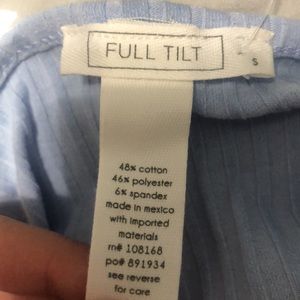 FULL TILT
S
48% cotton
46% polyester
6% spandex
made in mexico
with imported
materials
rn# 108168
po# 891934
see reverse
for care